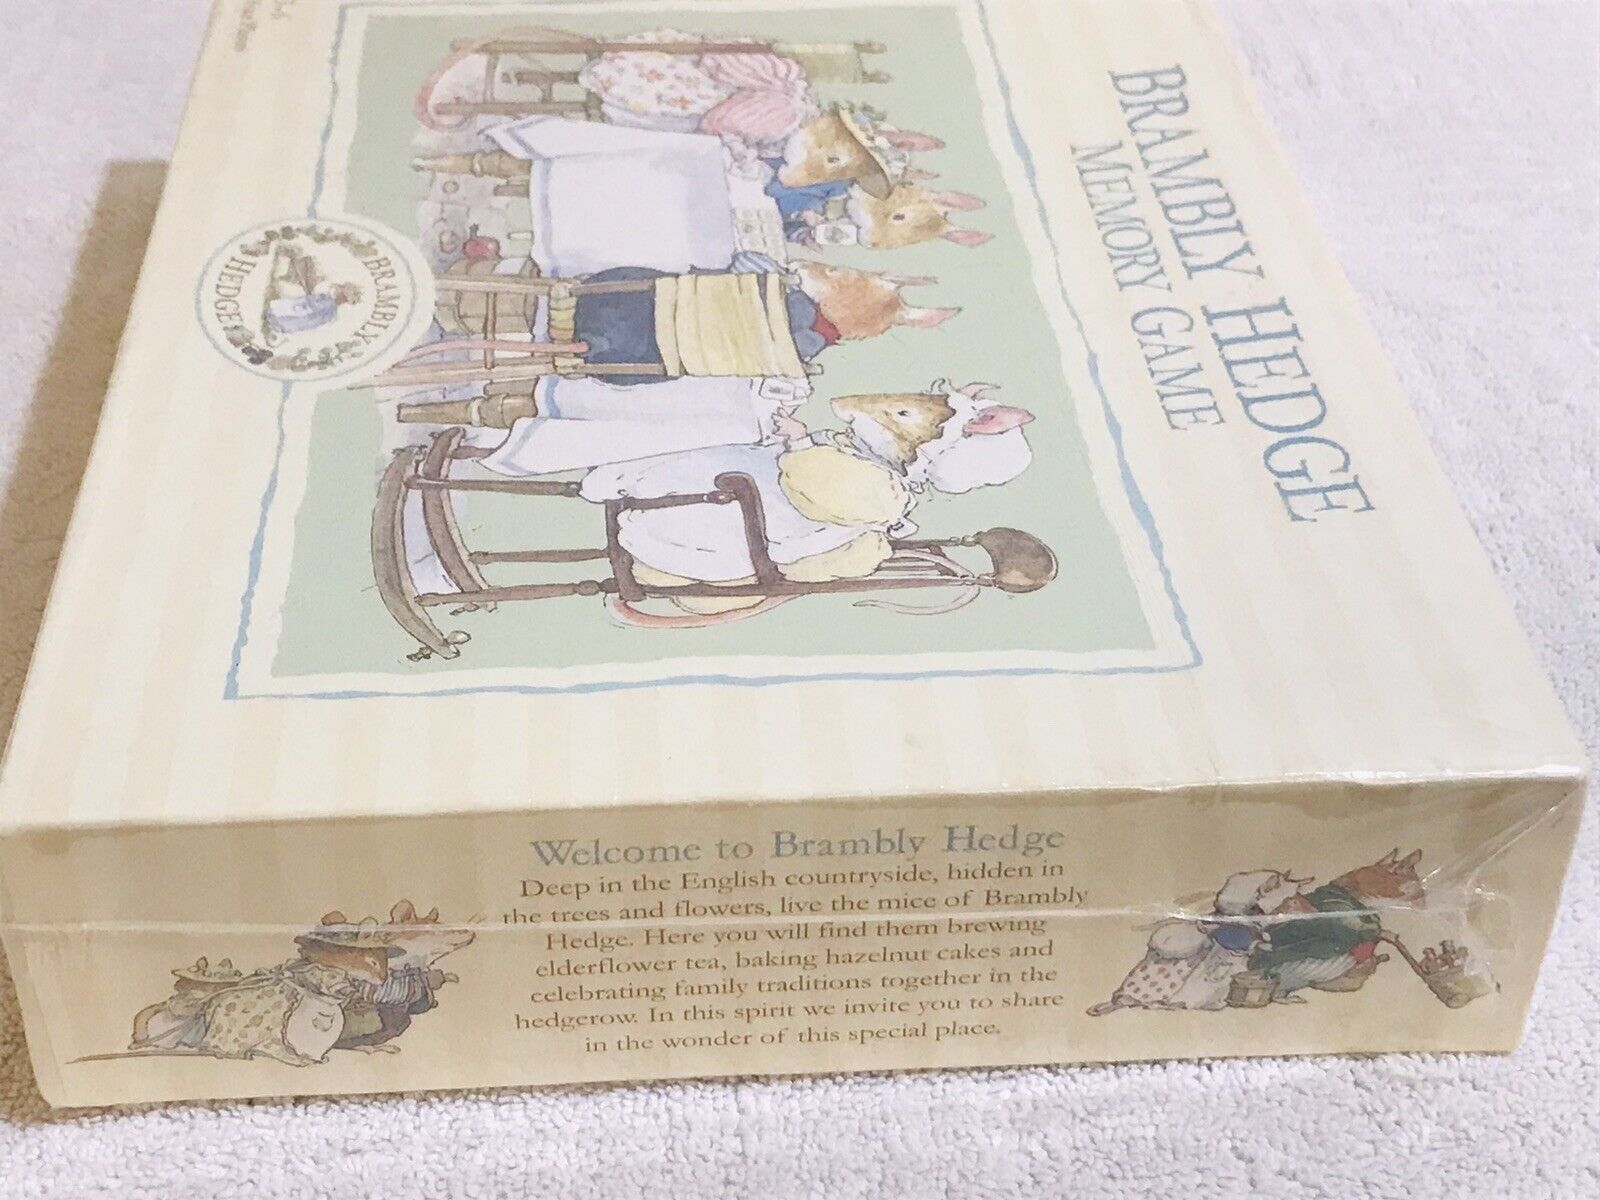 BRAMBLY HEDGE
MEMORY GAME
BRAMBLY
HEDGE
Welcome to Brambly Hedge
Deep in the English countryside, hidden in
the trees and flowers, live the mice of Brambly
Hedge. Here you will find them brewing
elderflower tea, baking hazelnut cakes and
celebrating family traditions together in the
hedgerow. In this spirit we invite you to share
in the wonder of this special place.